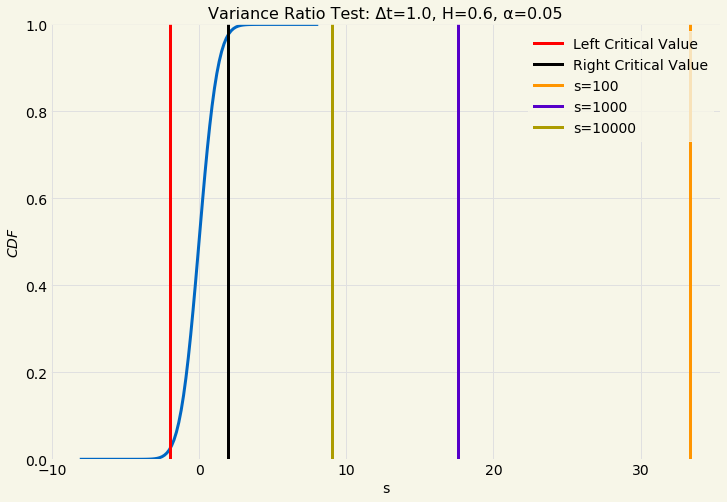 Variance Ratio Test: Δt=1.0, H=0.6, α=0.05
1.0
0.8
0.6
0.4
0.2
0.0
CDF
Left Critical Value
Right Critical Value
s=100
s=1000
s=10000
−10
0
10
20
30
s